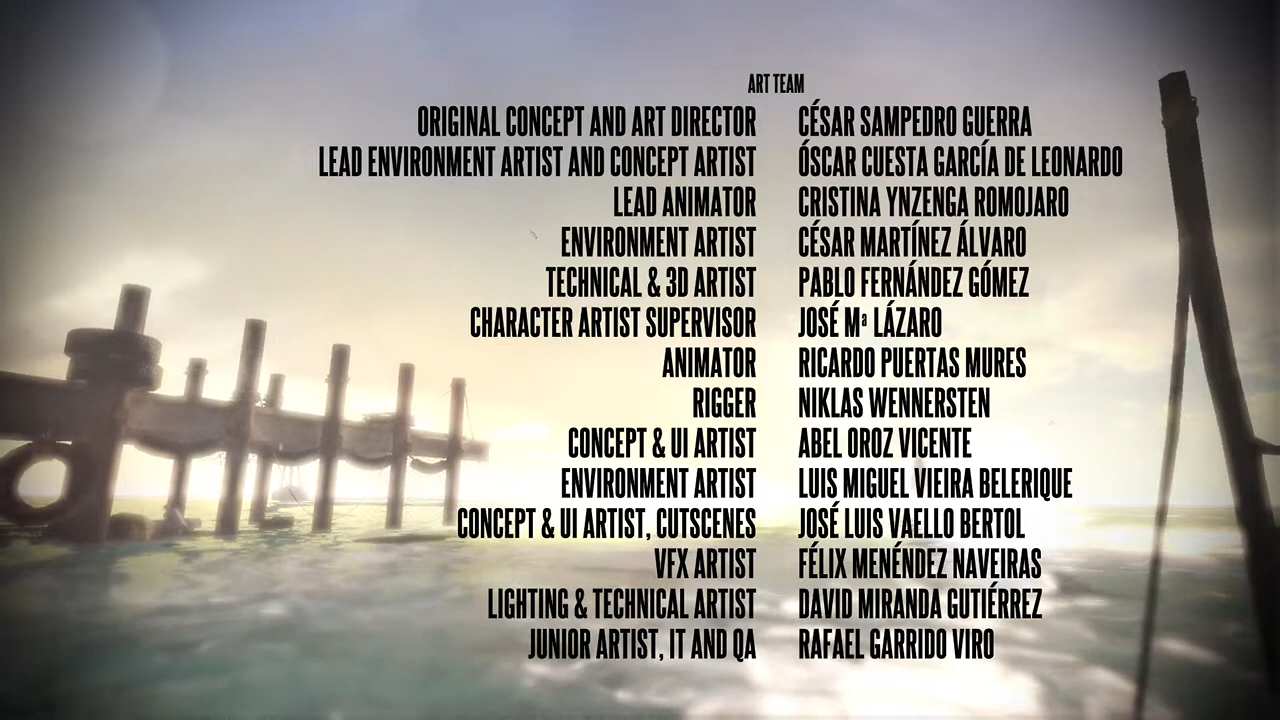 ART TEAM
ORIGINAL CONCEPT AND ART DIRECTOR CÉSAR SAMPEDRO GUERRA
LEAD ENVIRONMENT ARTIST AND CONCEPT ARTIST ÓSCAR CUESTA GARCÍA DE LEONARDO
LEAD ANIMATOR CRISTINA YNZENGA ROMOJARO
ENVIRONMENT ARTIST CÉSAR MARTÍNEZ ÁLVARO
TECHNICAL & 3D ARTIST PABLO FERNÁNDEZ GÓMEZ
CHARACTER ARTIST SUPERVISOR JOSÉ Mª LÁZARO
ANIMATOR RICARDO PUERTAS MURES
RIGGER NIKLAS WENNERSTEN
CONCEPT & UI ARTIST ABEL OROZ VICENTE
ENVIRONMENT ARTIST LUIS MIGUEL VIEIRA BELERIQUE
CONCEPT & UI ARTIST, CUTSCENES JOSÉ LUIS VAELLO BERTOL
VFX ARTIST FÉLIX MENÉNDEZ NAVEIRAS
LIGHTING & TECHNICAL ARTIST DAVID MIRANDA GUTIÉRREZ
JUNIOR ARTIST, IT AND QA RAFAEL GARRIDO VIRO